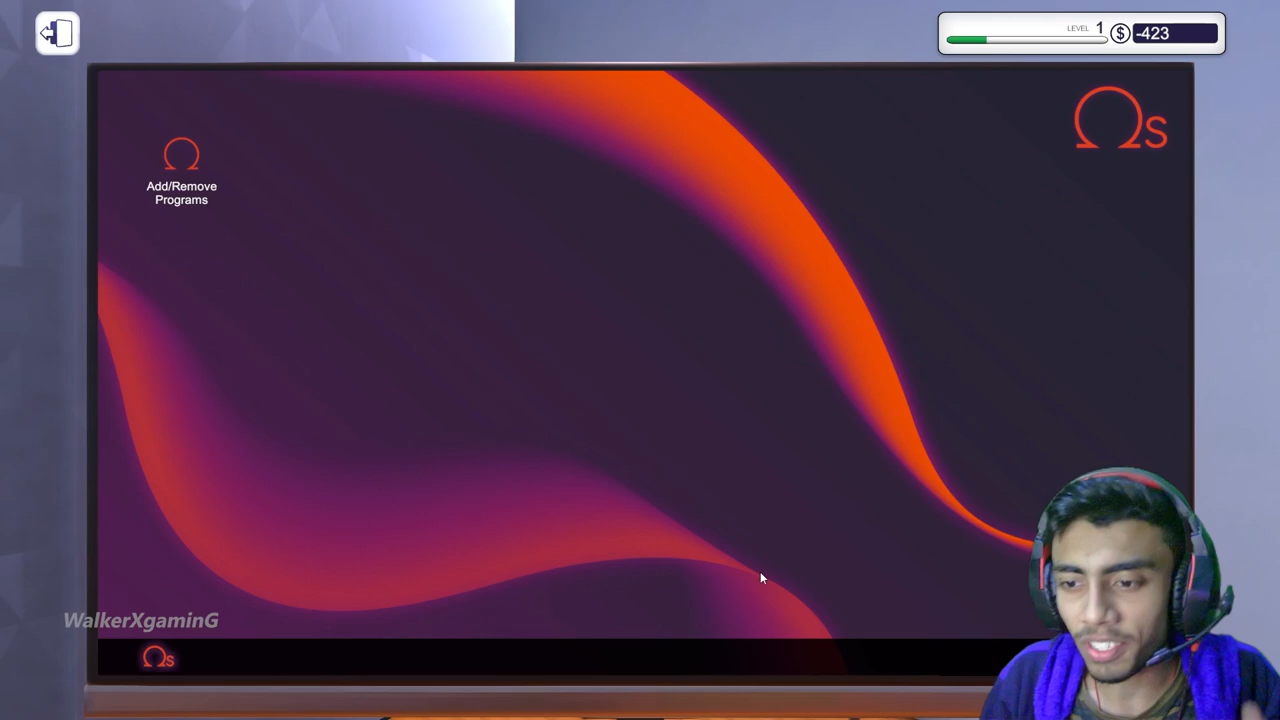 LEVEL 1 $ -423
Ωs
Add/Remove
Programs
WalkerXgaminG
Ωs